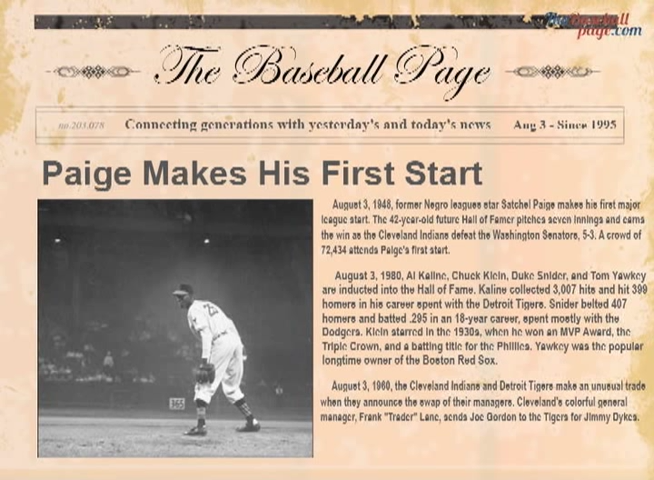 The Baseball
page.com
The Baseball Page
no.203.078 Connecting generations with yesterday's and today's news Aug 3 - Since 1995
Paige Makes His First Start
August 3, 1948, former Negro leagues star Satchel Paige makes his first major
league start. The 42-year-old future Hall of Famer pitches seven innings and earns
the win as the Cleveland Indians defeat the Washington Senators, 5-3. A crowd of
72,434 attends Paige's first start.
August 3, 1980, Al Kaline, Chuck Klein, Duke Snider, and Tom Yawkey
are inducted into the Hall of Fame. Kaline collected 3,007 hits and hit 399
homers in his career spent with the Detroit Tigers. Snider belted 407
homers and batted .295 in an 18-year career, spent mostly with the
Dodgers. Klein starred in the 1930s, when he won an MVP Award, the
Triple Crown, and a batting title for the Phillies. Yawkey was the popular
longtime owner of the Boston Red Sox.
August 3, 1960, the Cleveland Indians and Detroit Tigers make an unusual trade
when they announce the swap of their managers. Cleveland's colorful general
manager, Frank "Trader" Lane, sends Joe Gordon to the Tigers for Jimmy Dykes.
365